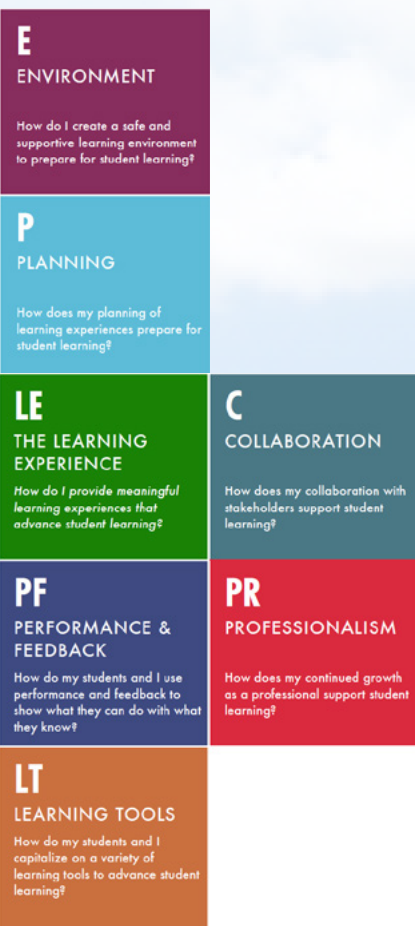 E
ENVIRONMENT
How do I create a safe and
supportive learning environment
to prepare for student learning?
P
PLANNING
How does my planning of
learning experiences prepare for
student learning?
LE
THE LEARNING
EXPERIENCE
How do I provide meaningful
learning experiences that
advance student learning?
C
COLLABORATION
How does my collaboration with
stakeholders support student
learning?
PF
PERFORMANCE &
FEEDBACK
How do my students and I use
performance and feedback to
show what they can do with what
they know?
PR
PROFESSIONALISM
How does my continued growth
as a professional support student
learning?
LT
LEARNING TOOLS
How do my students and I
capitalize on a variety of
learning tools to advance student
learning?